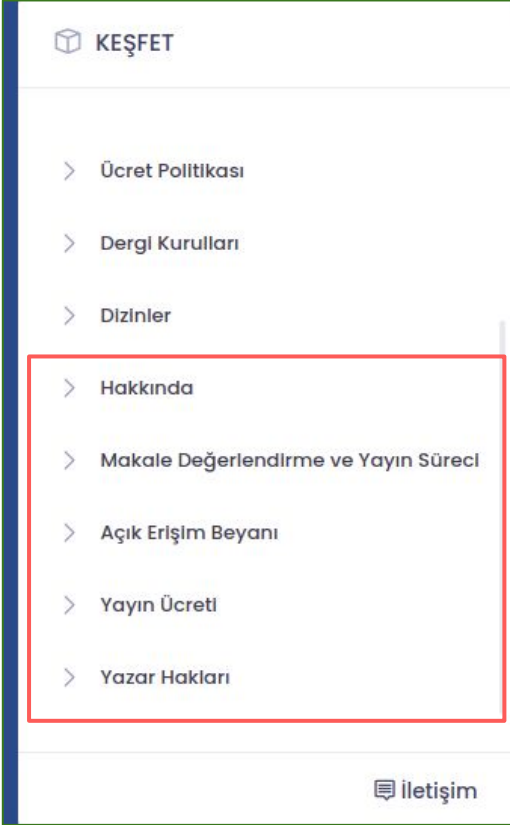 KEŞFET
Ücret Politikası
Dergi Kurulları
Dizinler
Hakkında
Makale Değerlendirme ve Yayın Süreci
Açık Erişim Beyanı
Yayın Ücreti
Yazar Hakları
İletişim